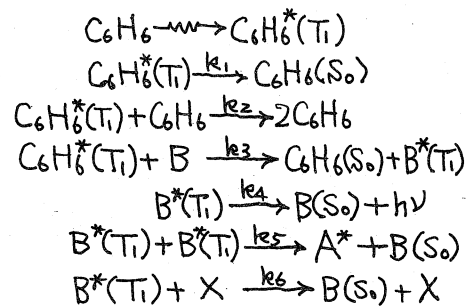 C₆H₆ ⟿ C₆H₆*(T₁)
C₆H₆*(T₁) —k₁→ C₆H₆(S₀)
C₆H₆*(T₁) + C₆H₆ —k₂→ 2C₆H₆
C₆H₆*(T₁) + B —k₃→ C₆H₆(S₀) + B*(T₁)
B*(T₁) —k₄→ B(S₀) + hν
B*(T₁) + B*(T₁) —k₅→ A* + B(S₀)
B*(T₁) + X —k₆→ B(S₀) + X